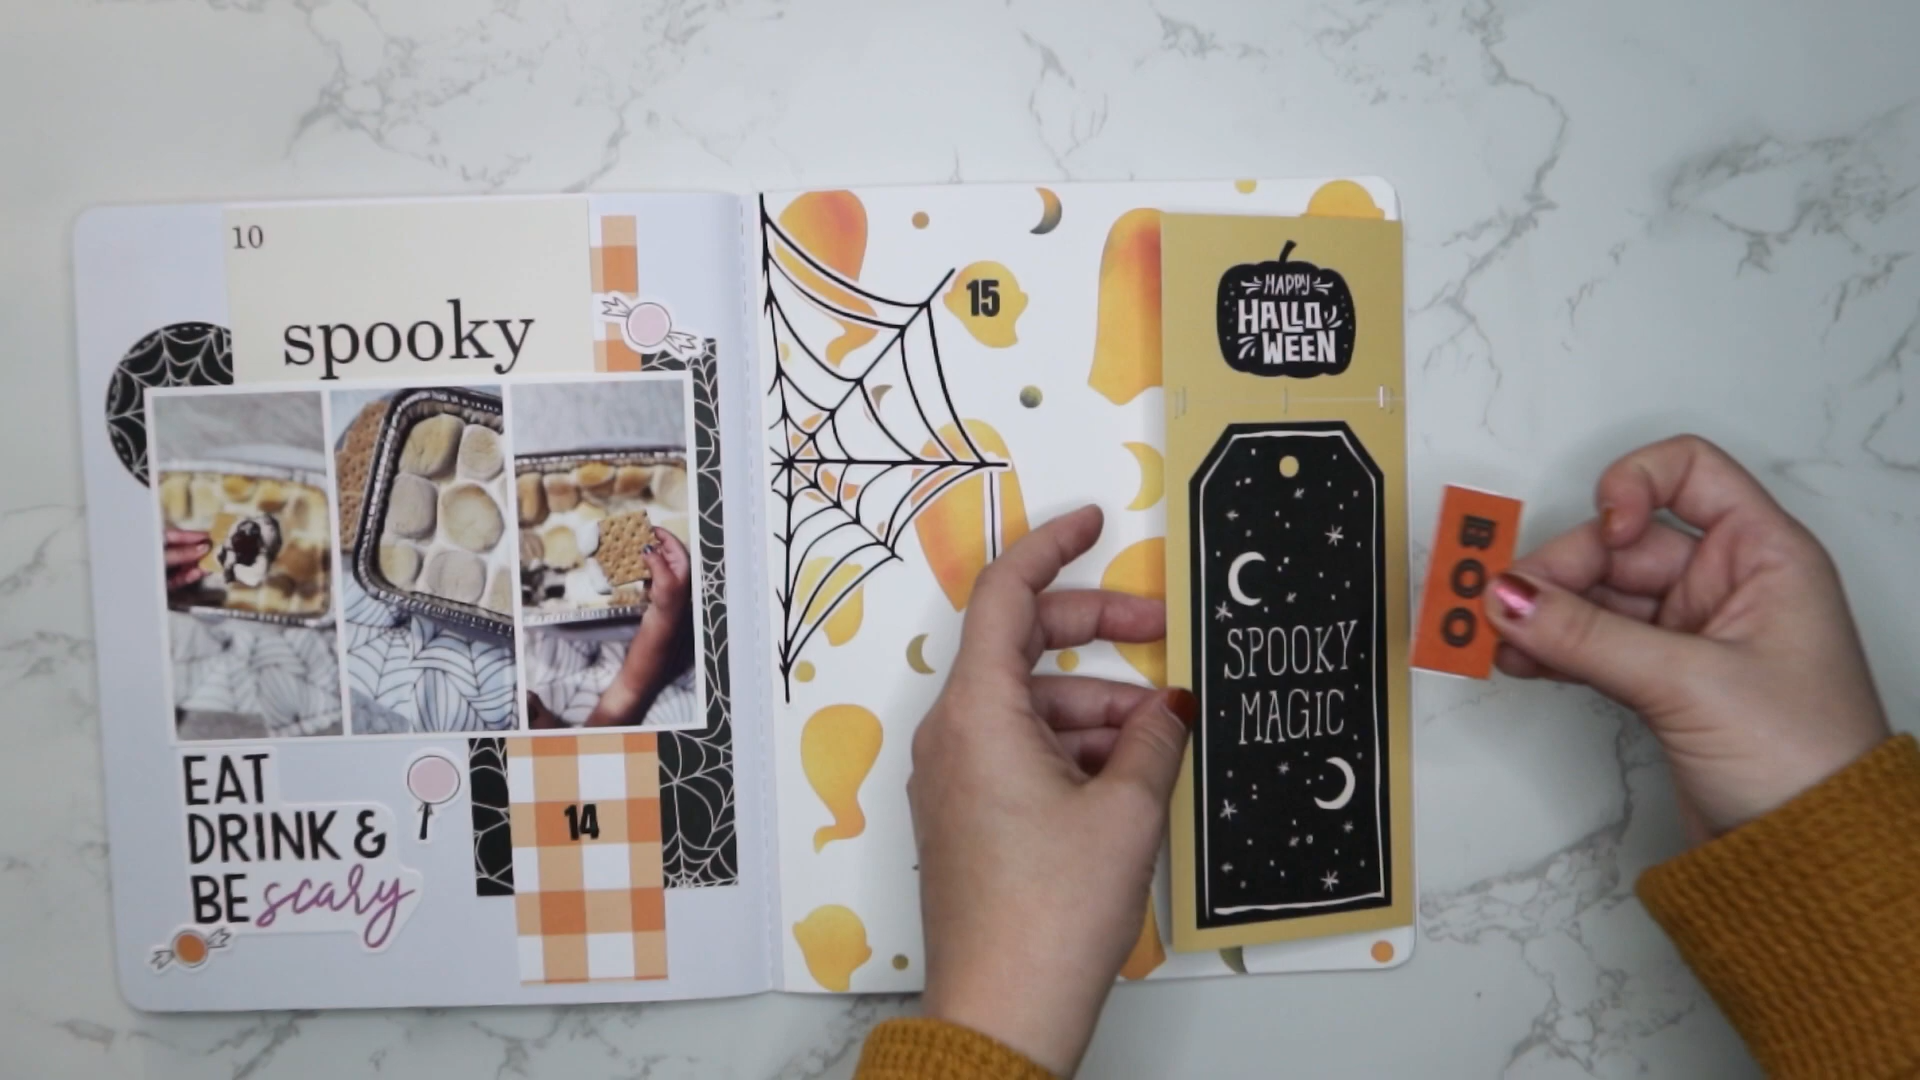 10
spooky
EAT
DRINK &
BE scary
14
15
HAPPY
HALLO
WEEN
SPOOKY
MAGIC
BOO